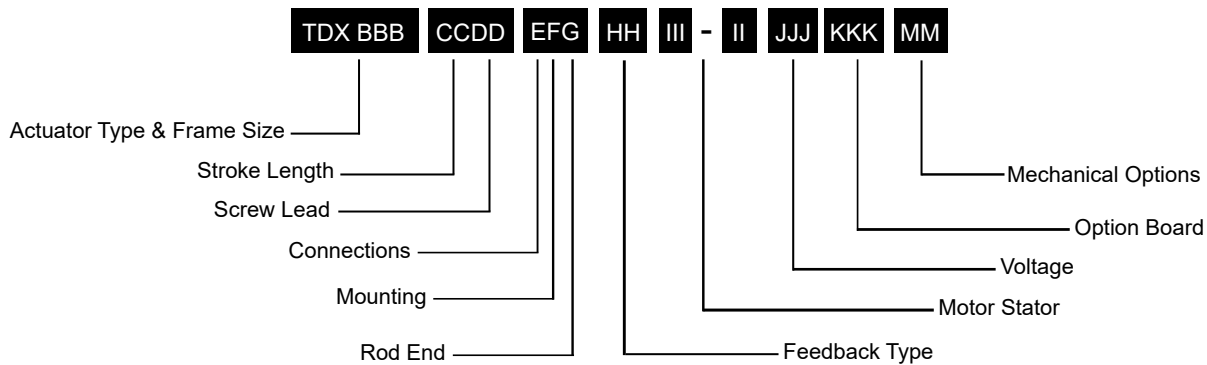 TDX BBB CCDD EFG HH III - II JJJ KKK MM
Actuator Type & Frame Size
Stroke Length
Mechanical Options
Screw Lead
Option Board
Connections
Voltage
Mounting
Motor Stator
Rod End
Feedback Type